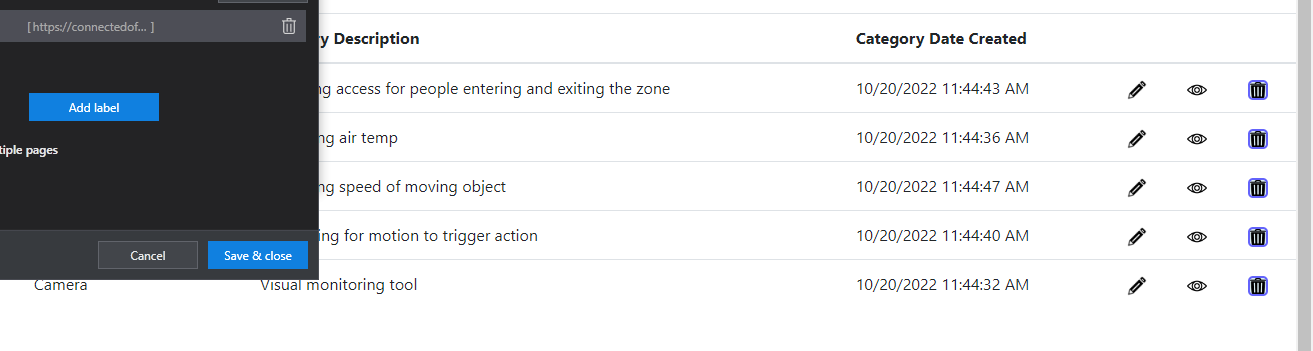 [https://connectedof... ]
Add label
tiple pages
Cancel
Save & close
ry Description
Category Date Created
ng access for people entering and exiting the zone
10/20/2022 11:44:43 AM
ng air temp
10/20/2022 11:44:36 AM
ng speed of moving object
10/20/2022 11:44:47 AM
ing for motion to trigger action
10/20/2022 11:44:40 AM
Camera
Visual monitoring tool
10/20/2022 11:44:32 AM